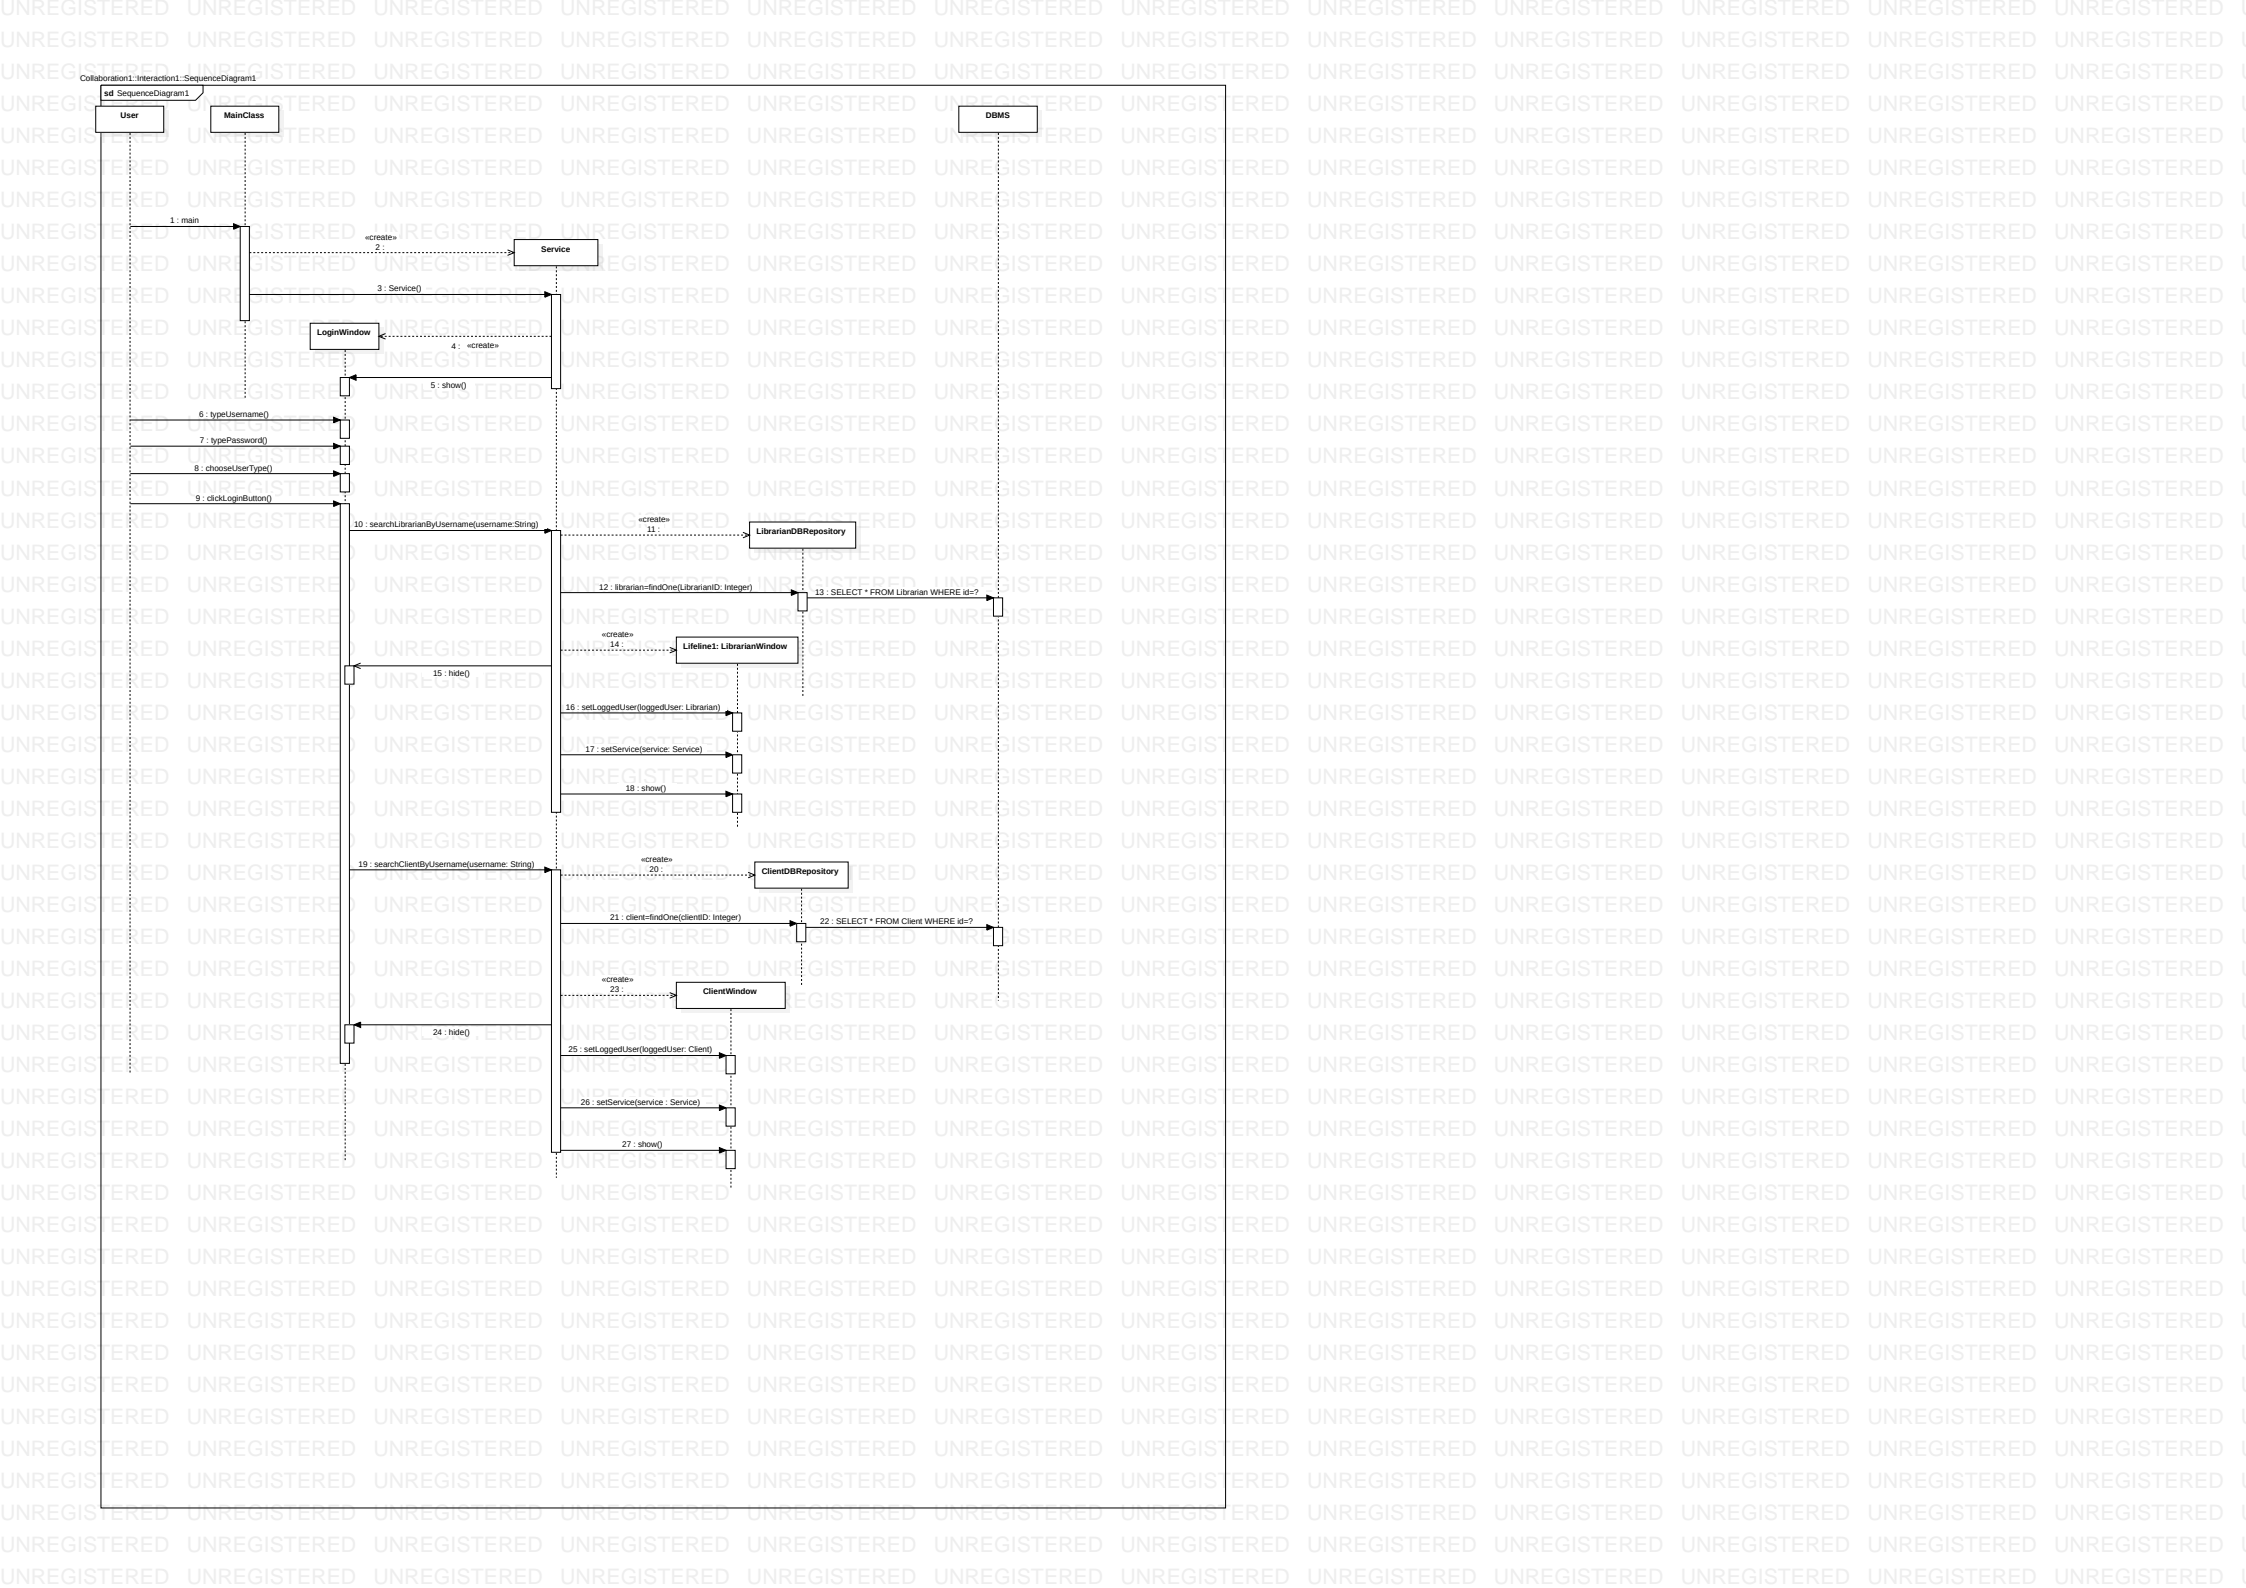 Collaboration1::Interaction1::SequenceDiagram1
sd SequenceDiagram1
User
MainClass
DBMS
1 : main
«create»
2 :
Service
3 : Service()
LoginWindow
4 : «create»
5 : show()
6 : typeUsername()
7 : typePassword()
8 : chooseUserType()
9 : clickLoginButton()
10 : searchLibrarianByUsername(username:String)
«create»
11 :
LibrarianDBRepository
12 : librarian=findOne(LibrarianID: Integer)
13 : SELECT * FROM Librarian WHERE id=?
«create»
14 :
Lifeline1: LibrarianWindow
15 : hide()
16 : setLoggedUser(loggedUser: Librarian)
17 : setService(service: Service)
18 : show()
19 : searchClientByUsername(username: String)
«create»
20 :
ClientDBRepository
21 : client=findOne(clientID: Integer)
22 : SELECT * FROM Client WHERE id=?
«create»
23 :
ClientWindow
24 : hide()
25 : setLoggedUser(loggedUser: Client)
26 : setService(service : Service)
27 : show()
UNREGISTERED